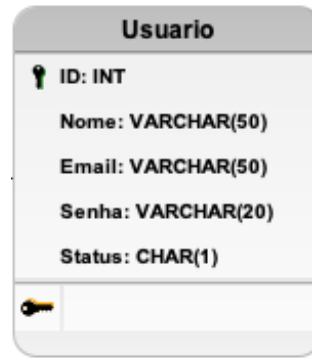 Usuario
ID: INT
Nome: VARCHAR(50)
Email: VARCHAR(50)
Senha: VARCHAR(20)
Status: CHAR(1)